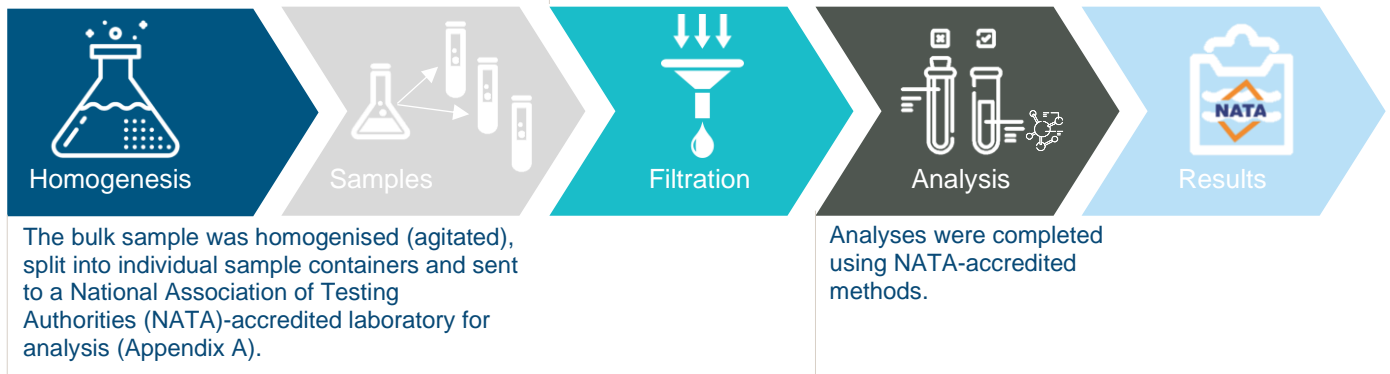 Homogenesis
Samples
Filtration
Analysis
NATA
Results
The bulk sample was homogenised (agitated),
split into individual sample containers and sent
to a National Association of Testing
Authorities (NATA)-accredited laboratory for
analysis (Appendix A).
Analyses were completed
using NATA-accredited
methods.